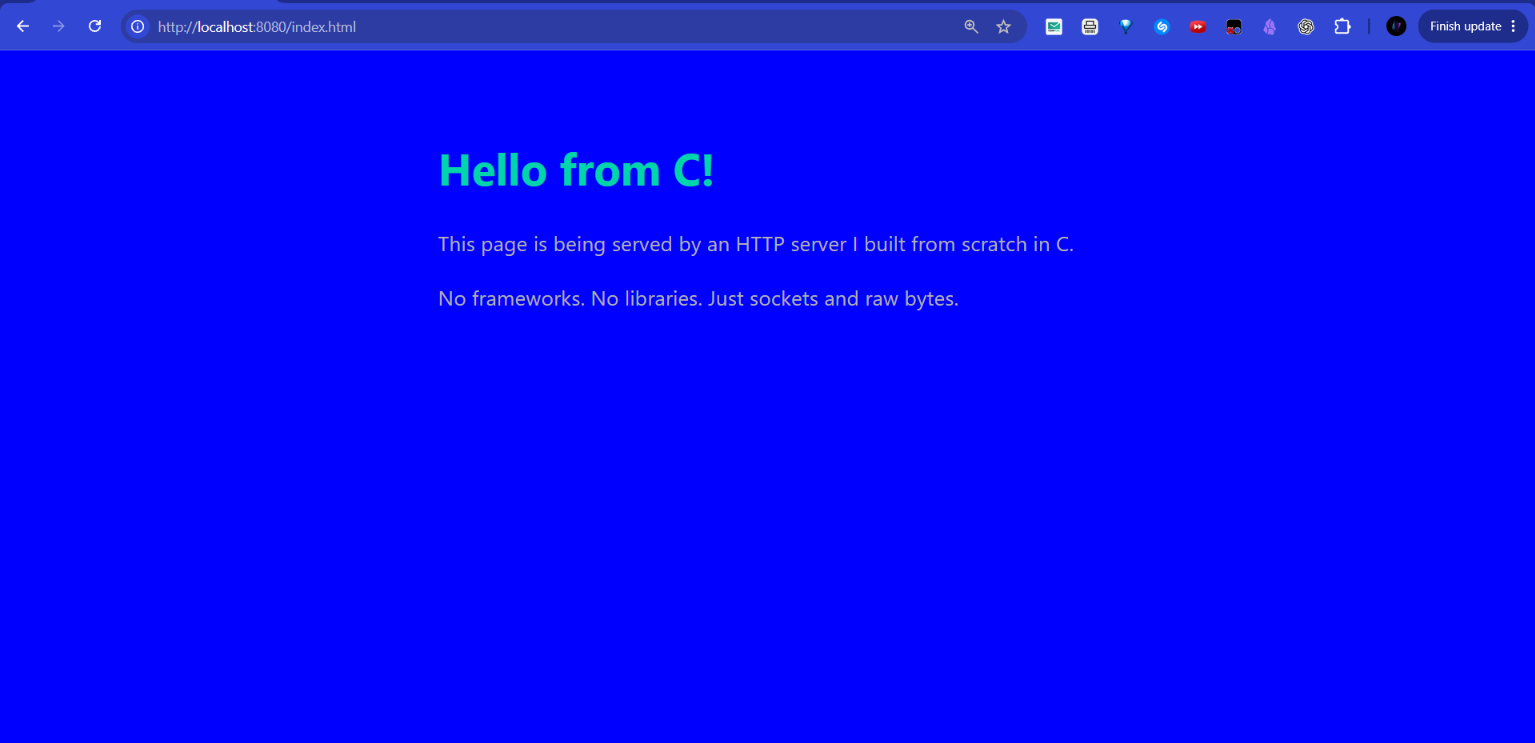 http://localhost:8080/index.html
Finish update
Hello from C!
This page is being served by an HTTP server I built from scratch in C.
No frameworks. No libraries. Just sockets and raw bytes.